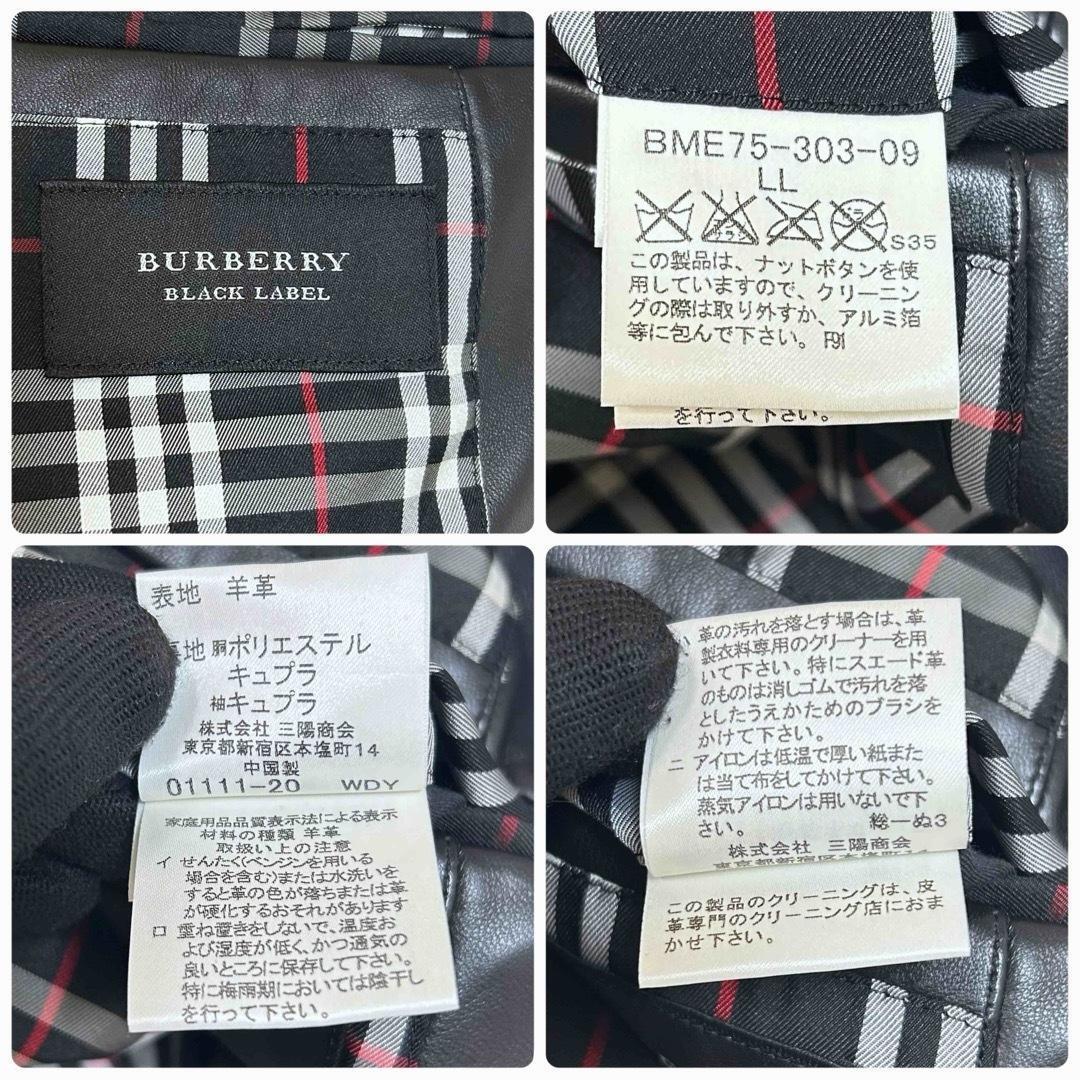 BURBERRY
BLACK LABEL
BME75-303-09
LL
S35
この製品は、ナットボタンを使
用していますので、クリーニン
グの際は取り外すか、アルミ箔
等に包んで下さい。
を行って下さい。
表地 羊革
地 胴ポリエステル
キュプラ
袖キュプラ
株式会社 三陽商会
東京都新宿区本塩町14
中国製
01111-20 WDY
家庭用品品質表示法による表示
材料の種類 羊革
取扱い上の注意
イ せんたく(ベンジンを用いる
場合を含む)または水洗いを
すると革の色が落ちまたは革
が硬化するおそれがあります
ロ 重ね置きをしないで、温度お
よび湿度が低く、かつ通気の
良いところに保存して下さい。
特に梅雨期においては陰干し
を行って下さい。
革の汚れを落とす場合は、革
製衣料専用のクリーナーを用
いて下さい。特にスエード革
のものは消しゴムで汚れを落
としたうえかためのブラシを
かけて下さい。
ニ アイロンは低温で厚い紙また
は当て布をしてかけて下さい。
蒸気アイロンは用いないで下
さい。 総一ぬ3
株式会社 三陽商会
東京都新宿区本塩町
この製品のクリーニングは、皮
革専門のクリーニング店におま
かせ下さい。